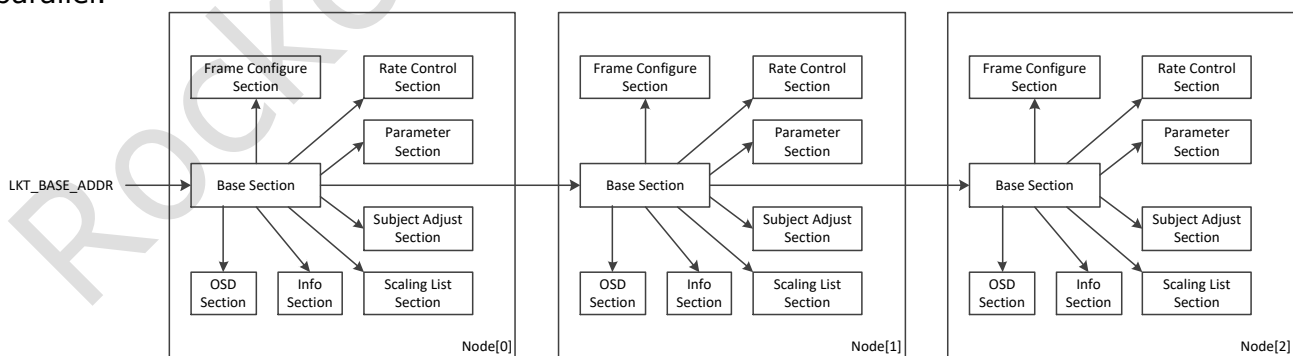 Frame Configure
Section
Rate Control
Section
Parameter
Section
LKT_BASE_ADDR
Base Section
Subject Adjust
Section
OSD
Section
Info
Section
Scaling List
Section
Node[0]
Frame Configure
Section
Rate Control
Section
Parameter
Section
Base Section
Subject Adjust
Section
OSD
Section
Info
Section
Scaling List
Section
Node[1]
Frame Configure
Section
Rate Control
Section
Parameter
Section
Base Section
Subject Adjust
Section
OSD
Section
Info
Section
Scaling List
Section
Node[2]